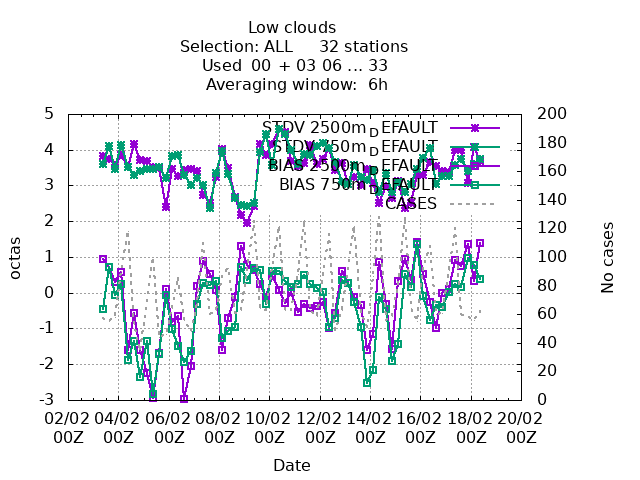 Low clouds
Selection: ALL 32 stations
Used 00 + 03 06 ... 33
Averaging window: 6h
5 200
STDV 2500m_DEFAULT
4 180
STDV 750m_DEFAULT
BIAS 2500m_DEFAULT
3 160
BIAS 750m_DEFAULT
2 140
CASES
1 120
0 100
-1 80
-2 60
-3 40
20
0
octas
No cases
02/02 04/02 06/02 08/02 10/02 12/02 14/02 16/02 18/02 20/02
00Z 00Z 00Z 00Z 00Z 00Z 00Z 00Z 00Z 00Z
Date